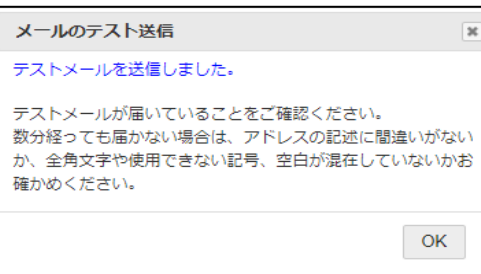 メールのテスト送信
テストメールを送信しました。
テストメールが届いていることをご確認ください。
数分経っても届かない場合は、アドレスの記述に間違いがない
か、全角文字や使用できない記号、空白が混在していないかお
確かめください。
OK